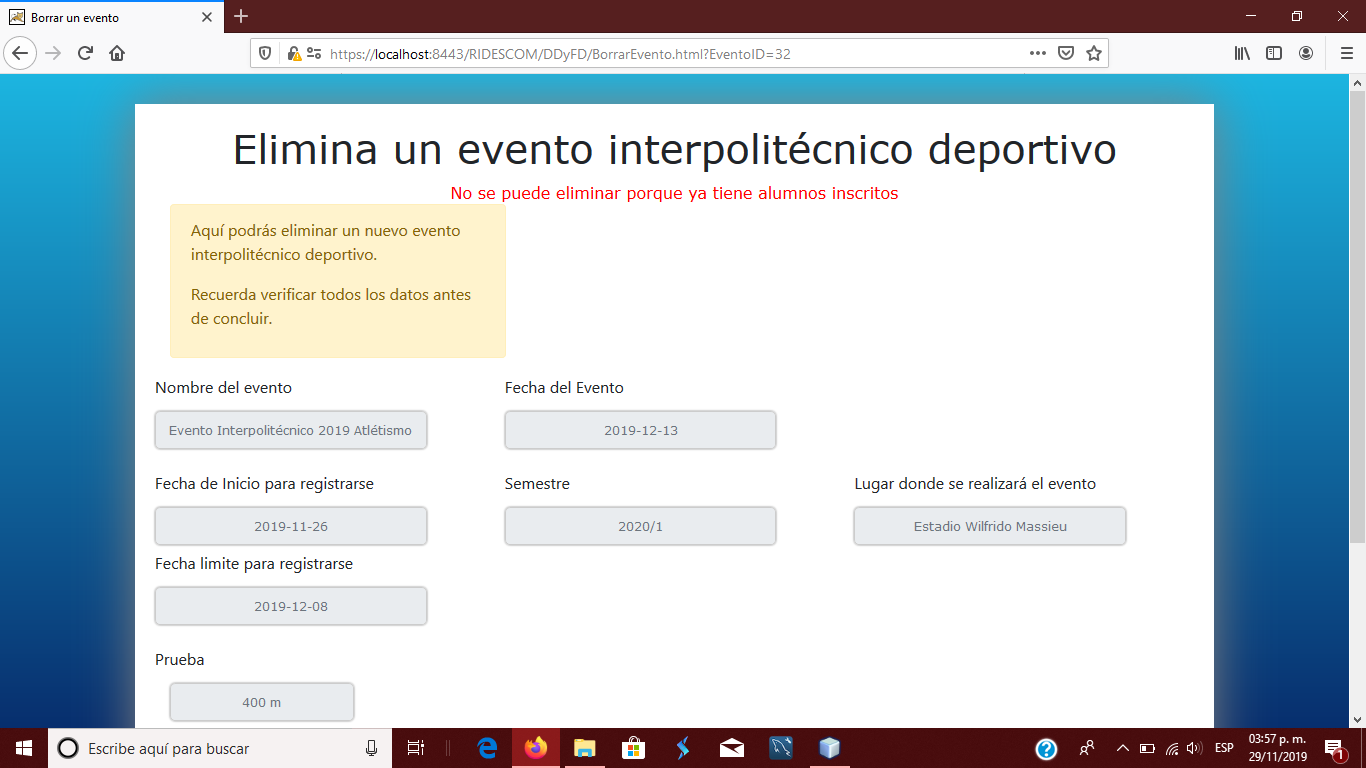 Borrar un evento
https://localhost:8443/RIDESCOM/DDyFD/BorrarEvento.html?EventoID=32
Elimina un evento interpolitécnico deportivo
No se puede eliminar porque ya tiene alumnos inscritos
Aquí podrás eliminar un nuevo evento
interpolitécnico deportivo.
Recuerda verificar todos los datos antes
de concluir.
Nombre del evento
Fecha del Evento
Evento Interpolitécnico 2019 Atlétismo
2019-12-13
Fecha de Inicio para registrarse
Semestre
Lugar donde se realizará el evento
2019-11-26
2020/1
Estadio Wilfrido Massieu
Fecha limite para registrarse
2019-12-08
Prueba
400 m
Escribe aquí para buscar
ESP
03:57 p. m.
29/11/2019
1